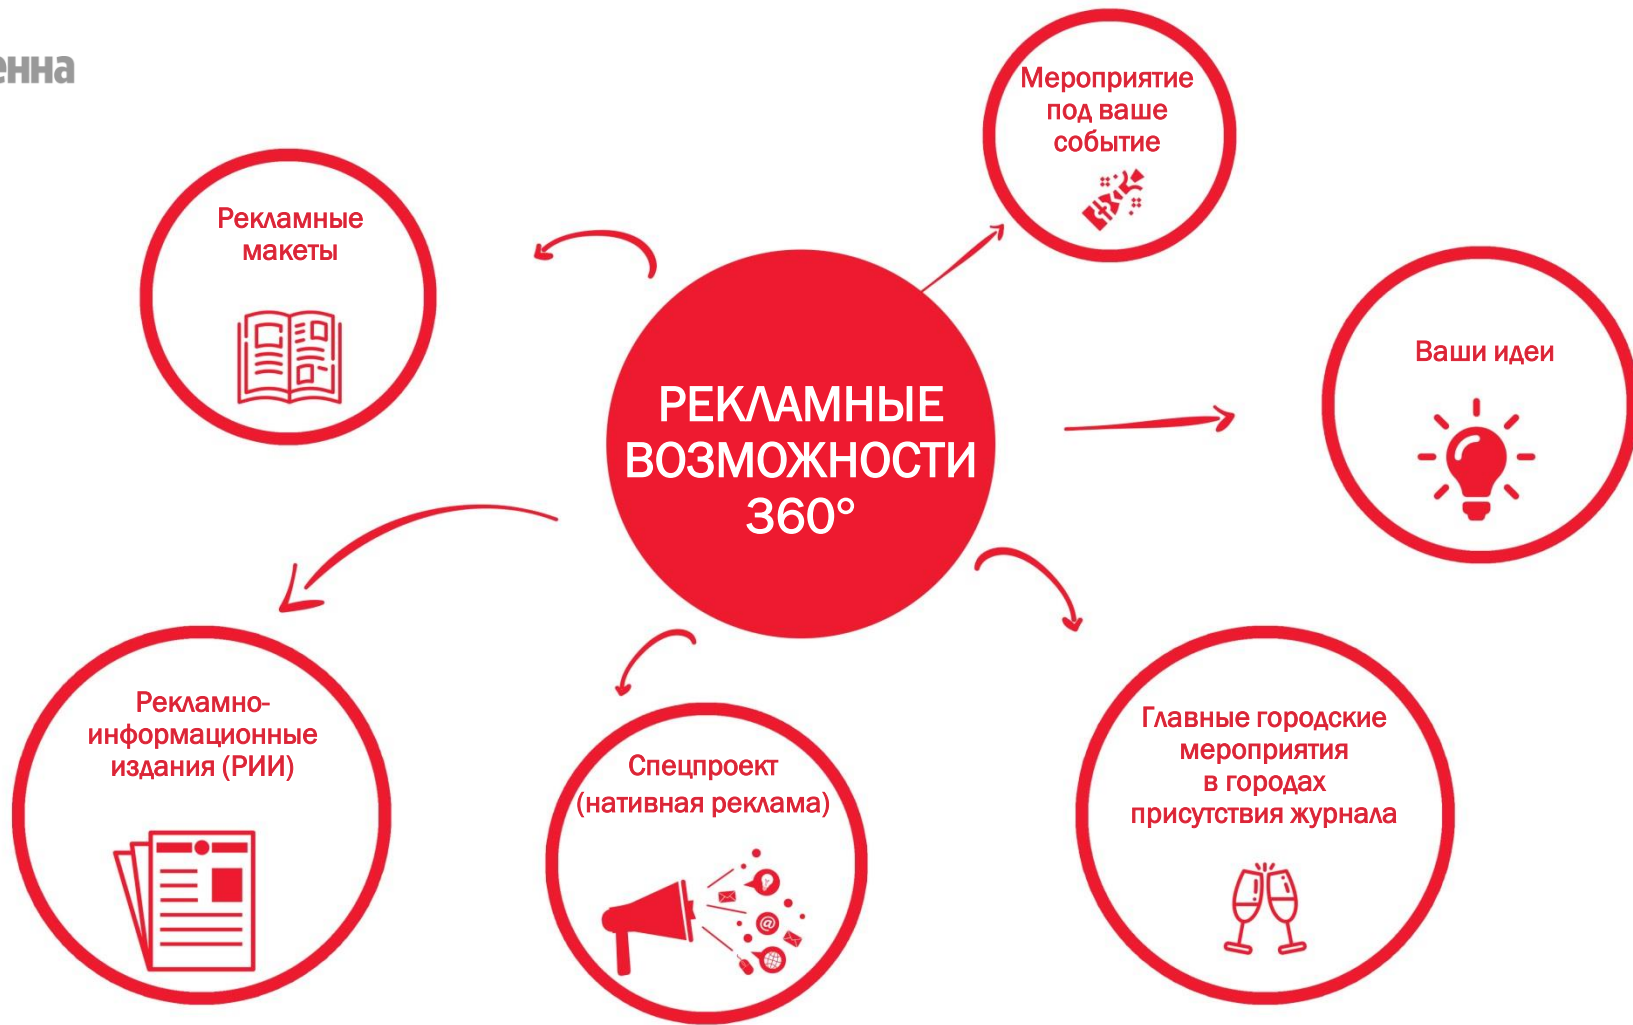 енна
Мероприятие
под ваше
событие
Рекламные
макеты
Ваши идеи
РЕКЛАМНЫЕ
ВОЗМОЖНОСТИ
360°
Рекламно-
информационные
издания (РИИ)
Спецпроект
(нативная реклама)
Главные городские
мероприятия
в городах
присутствия журнала